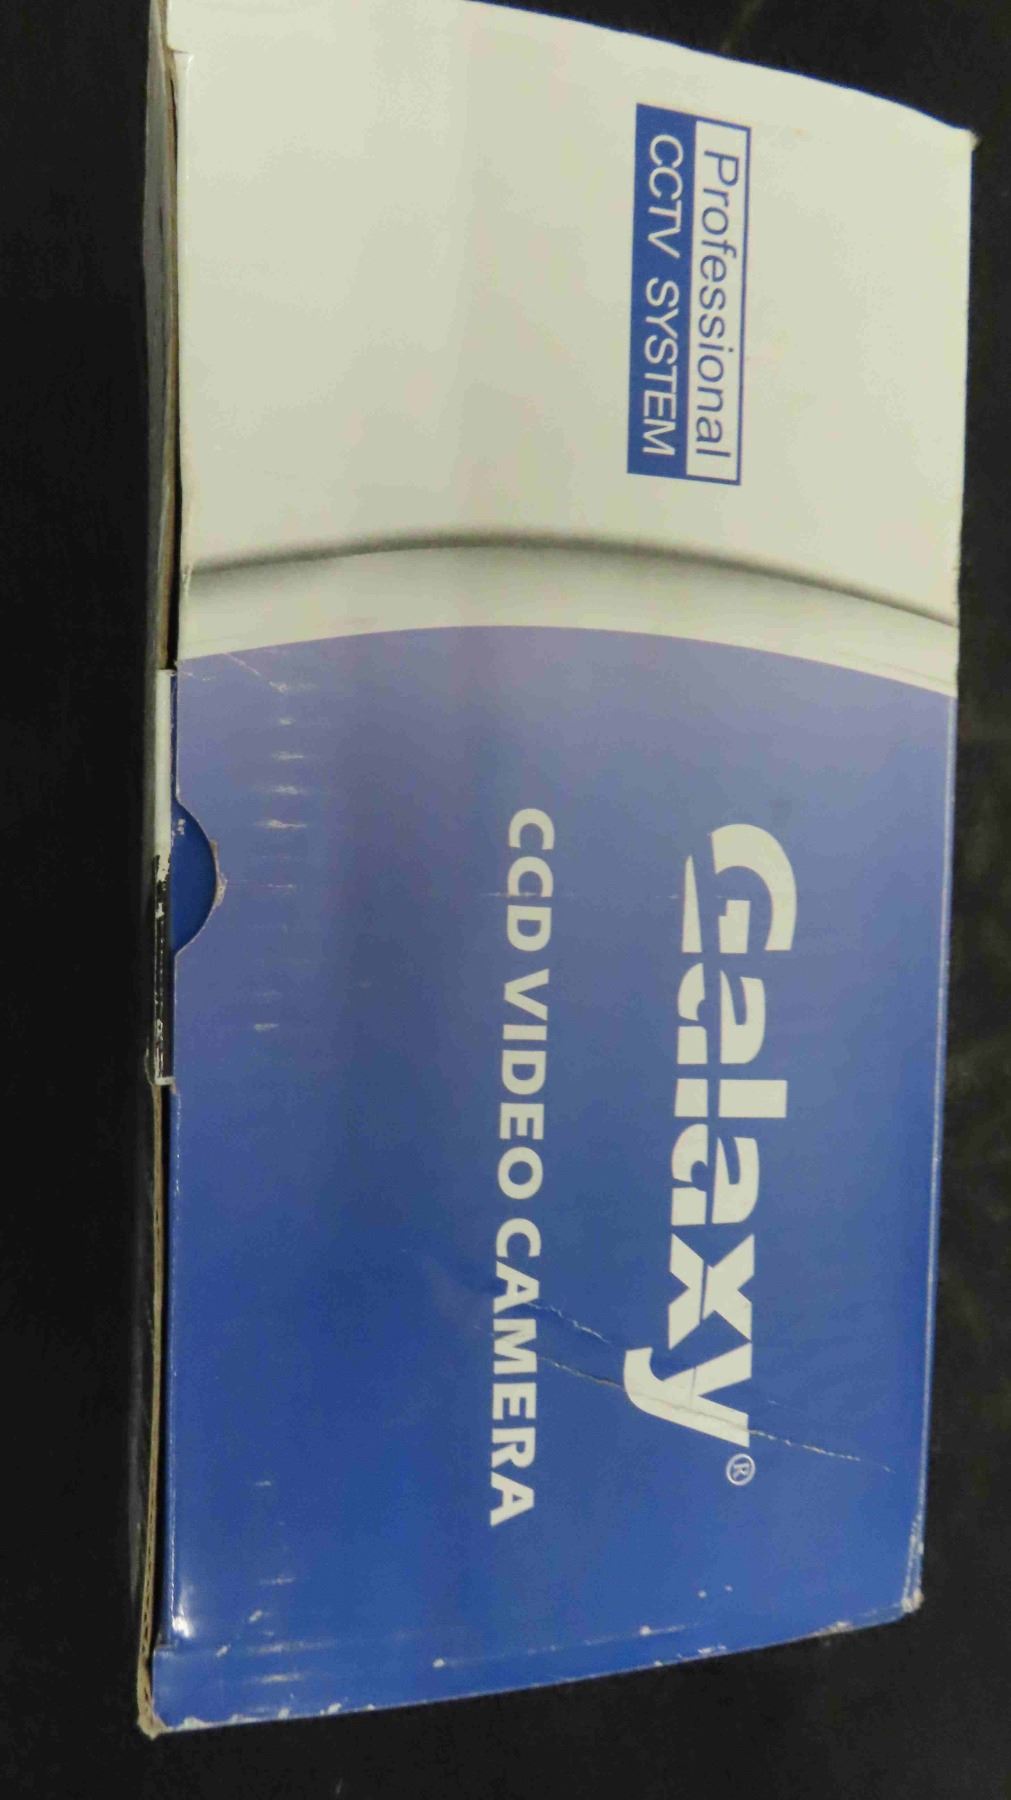 Professional
CCTV SYSTEM
Galaxy®
CCD VIDEO CAMERA